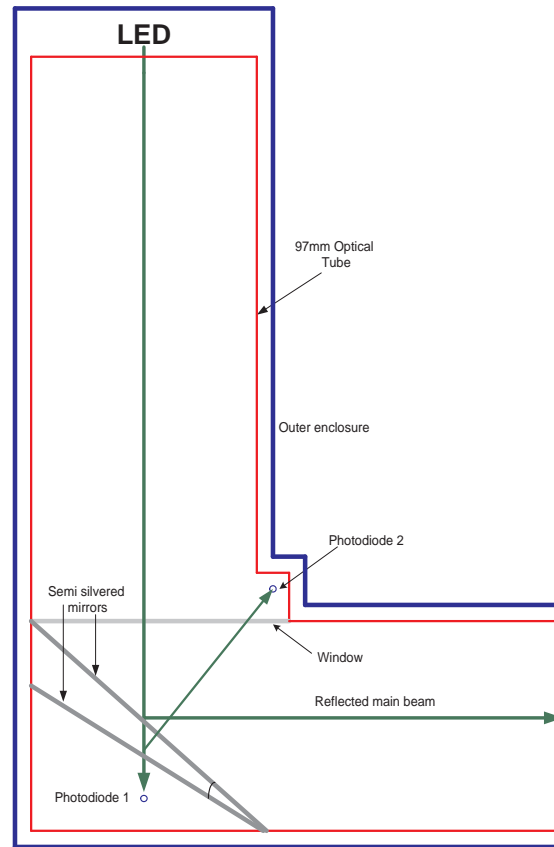 LED
97mm Optical
Tube
Outer enclosure
Photodiode 2
Semi silvered
mirrors
Window
Reflected main beam
Photodiode 1